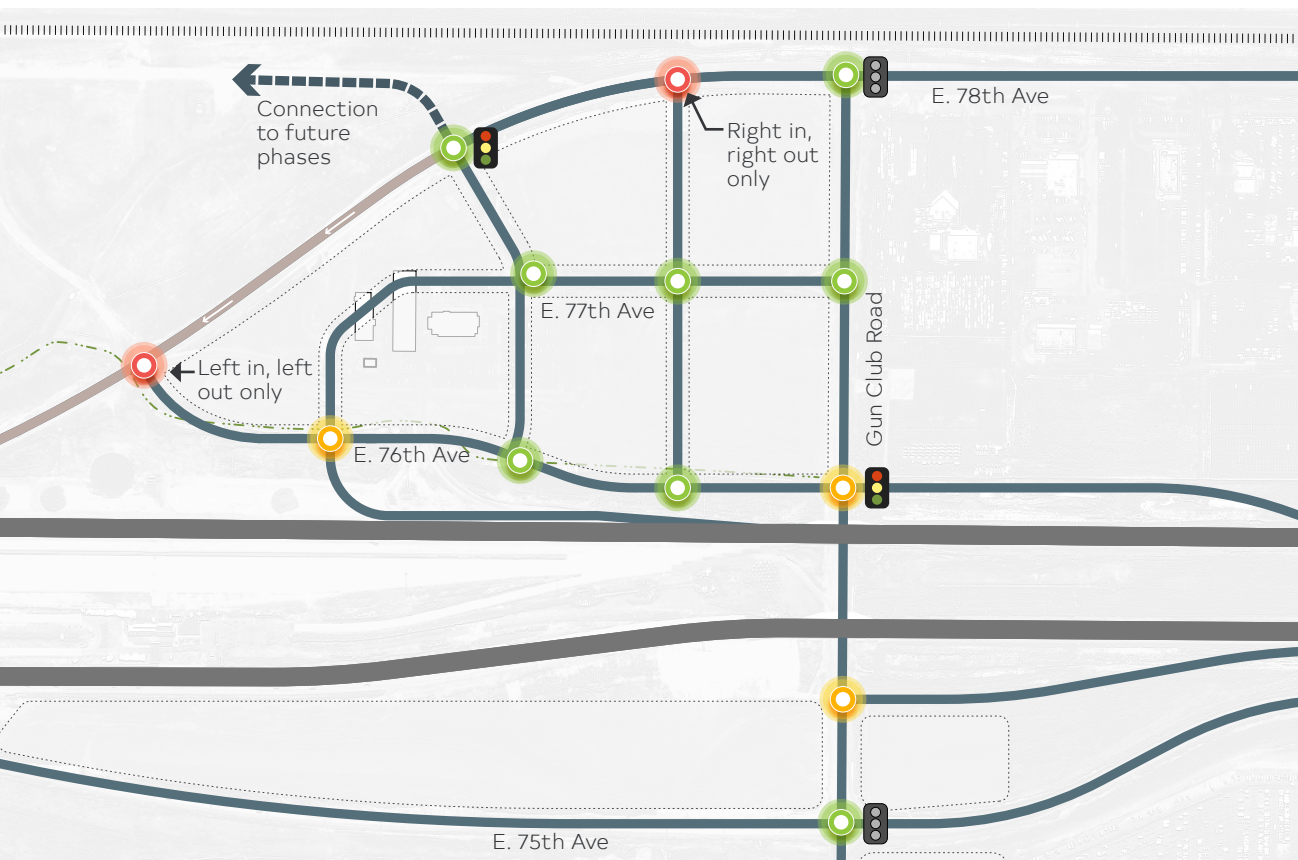 E. 78th Ave
Connection
to future
phases
Right in,
right out
only
E. 77th Ave
Gun Club Road
Left in, left
out only
E. 76th Ave
E. 75th Ave